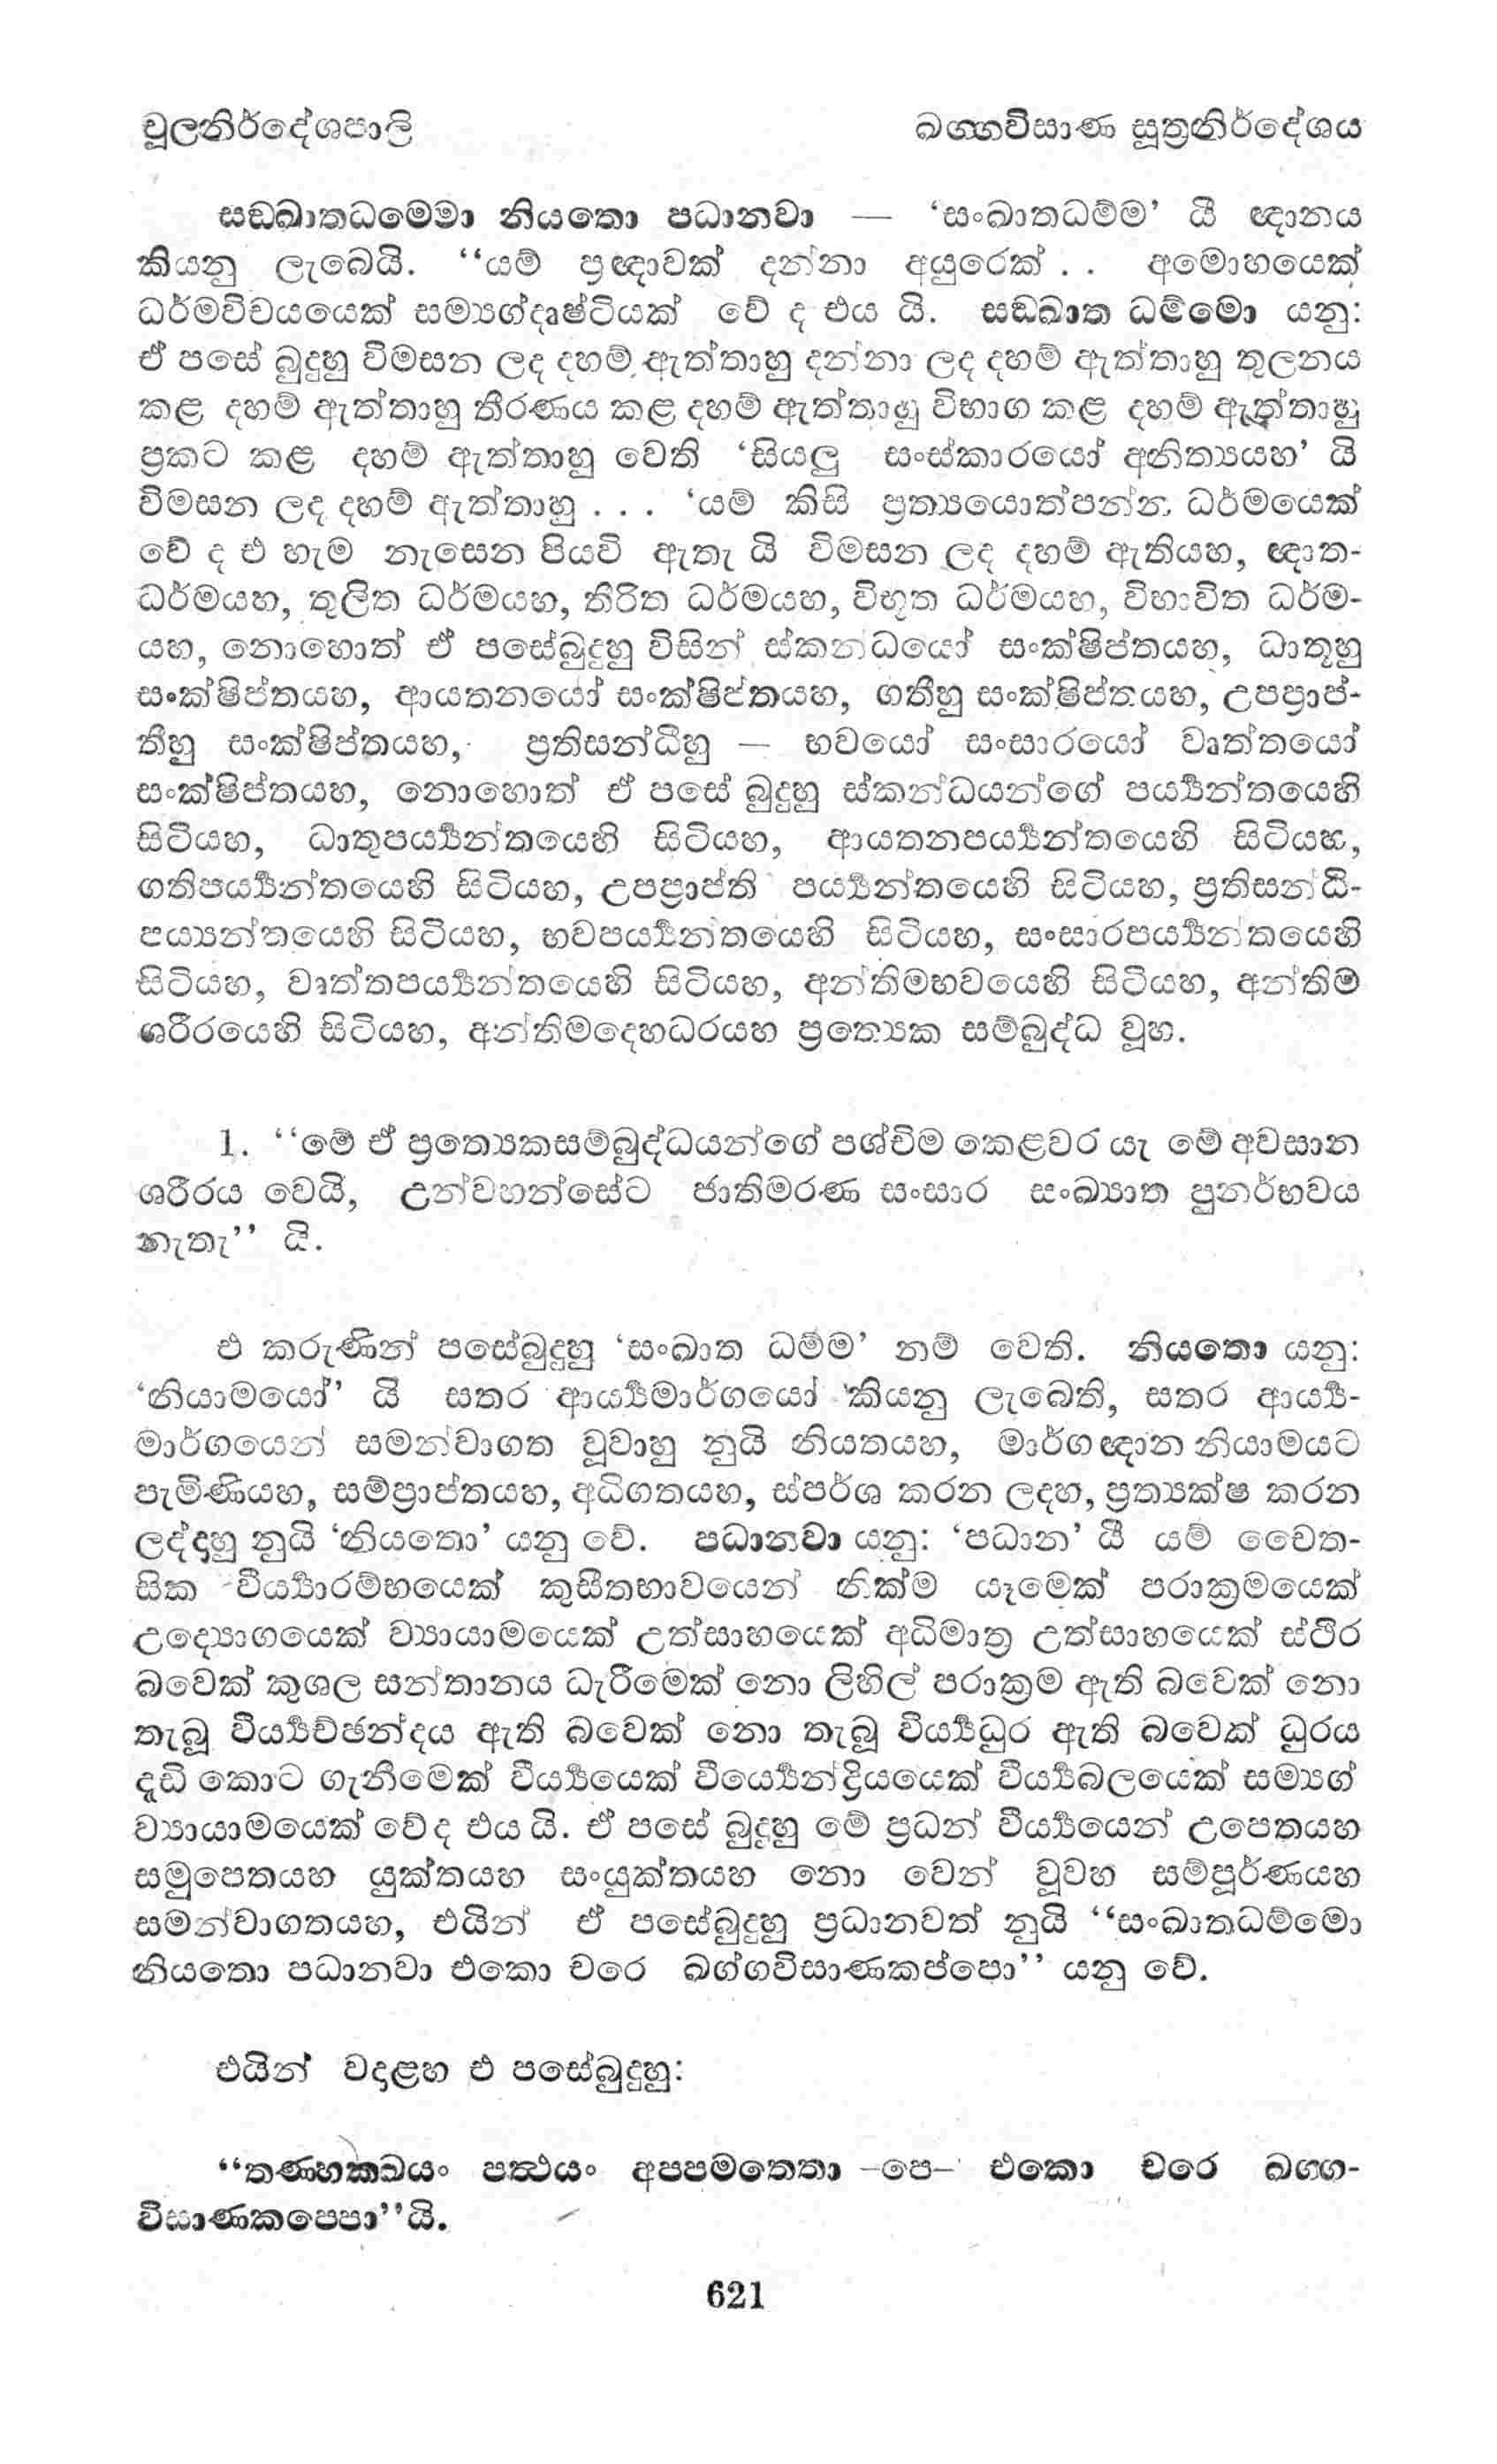 චූලනිර්දේශපාලි
ඛග්ගවිසාණ සූත්‍රනිර්දේශය
සඞ්ඛාතධම්මො නියතො පධානවා — ‘සංඛාතධම්ම’ යී ඥානය
කියනු ලැබෙයි. “යම් ප්‍රඥාවක් දන්නා අයුරෙක් . . අමොහයෙක්
ධර්මවිචයයෙක් සම්‍යග්දෘෂ්ටියක් වේ ද එය යි. සඞ්ඛාත ධම්මො යනු:
ඒ පසේ බුදුහු විමසන ලද දහම් ඇත්තාහු දන්නා ලද දහම් ඇත්තාහු තුලනය
කළ දහම් ඇත්තාහු තීරණය කළ දහම් ඇත්තාහු විභාග කළ දහම් ඇත්තාහු
ප්‍රකට කළ දහම් ඇත්තාහු වෙති ‘සියලු සංස්කාරයෝ අනිත්‍යයහ’ යි
විමසන ලද දහම් ඇත්තාහු . . . ‘යම් කිසි ප්‍රත්‍යයොත්පන්න ධර්මයෙක්
වේ ද එ හැම නැසෙන පියවි ඇතැ යි විමසන ලද දහම් ඇතියහ, ඥාත-
ධර්මයහ, තුලිත ධර්මයහ, තීරිත ධර්මයහ, විභූත ධර්මයහ, විභාවිත ධර්ම-
යහ, නොහොත් ඒ පසේබුදුහු විසින් ස්කන්ධයෝ සංක්ෂිප්තයහ, ධාතූහු
සංක්ෂිප්තයහ, ආයතනයෝ සංක්ෂිප්තයහ, ගතීහු සංක්ෂිප්තයහ, උපප්‍රාප්-
තීහු සංක්ෂිප්තයහ, ප්‍රතිසන්ධිහු — භවයෝ සංසාරයෝ වෘත්තයෝ
සංක්ෂිප්තයහ, නොහොත් ඒ පසේ බුදුහු ස්කන්ධයන්ගේ පර්‍ය්‍යන්තයෙහි
සිටියහ, ධාතුපර්‍ය්‍යන්තයෙහි සිටියහ, ආයතනපර්‍ය්‍යන්තයෙහි සිටියහ,
ගතිපර්‍ය්‍යන්තයෙහි සිටියහ, උපප්‍රාප්ති පර්‍ය්‍යන්තයෙහි සිටියහ, ප්‍රතිසන්ධි-
පය්‍යන්තයෙහි සිටියහ, භවපර්‍ය්‍යන්තයෙහි සිටියහ, සංසාරපර්‍ය්‍යන්තයෙහි
සිටියහ, වෘත්තපර්‍ය්‍යන්තයෙහි සිටියහ, අන්තිමභවයෙහි සිටියහ, අන්තිම
ශරීරයෙහි සිටියහ, අන්තිමදෙහධරයහ ප්‍රත්‍යෙක සම්බුද්ධ වූහ.
1. “මේ ඒ ප්‍රත්‍යෙකසම්බුද්ධයන්ගේ පශ්චිම කෙළවර යැ මේ අවසාන
ශරීරය වෙයි, උන්වහන්සේට ජාතිමරණ සංසාර සංඛ්‍යාත පුනර්භවය
නැතැ” යි.
එ කරුණින් පසේබුදුහු ‘සංඛාත ධම්ම’ නම් වෙති. නියතො යනු:
‘නියාමයෝ’ යි සතර ආර්‍ය්‍යමාර්ගයෝ කියනු ලැබෙති, සතර ආර්‍ය්‍ය-
මාර්ගයෙන් සමන්වාගත වූවාහු නුයි නියතයහ, මාර්ගඥාන නියාමයට
පැමිණියහ, සම්ප්‍රාප්තයහ, අධිගතයහ, ස්පර්ශ කරන ලදහ, ප්‍රත්‍යක්ෂ කරන
ලද්දහු නුයි ‘නියතො’ යනු වේ. පධානවා යනු: ‘පධාන’ යී යම් චෛත-
සික වීර්‍ය්‍යාරම්භයෙක් කුසීතභාවයෙන් නික්ම යෑමෙක් පරාක්‍රමයෙක්
උද්‍යොගයෙක් ව්‍යායාමයෙක් උත්සාහයෙක් අධිමාත්‍ර උත්සාහයෙක් ස්ථිර
බවෙක් කුශල සන්තානය ධැරීමෙක් නො ලිහිල් පරාක්‍රම ඇති බවෙක් නො
තැබූ වීර්‍ය්‍යච්ඡන්දය ඇති බවෙක් නො තැබූ වීර්‍ය්‍යධුර ඇති බවෙක් ධුරය
දැඩි කොට ගැනීමෙක් වීර්‍ය්‍යයෙක් වීර්‍ය්‍යෙන්ද්‍රියයෙක් වීර්‍ය්‍යබලයෙක් සම්‍යග්
ව්‍යායාමයෙක් වේද එය යි. ඒ පසේ බුදුහු මේ ප්‍රධන් වීර්‍ය්‍යයෙන් උපෙතයහ
සමුපෙතයහ යුක්තයහ සංයුක්තයහ නො වෙන් වූවහ සම්පූර්ණයහ
සමන්වාගතයහ, එයින් ඒ පසේබුදුහු ප්‍රධානවත් නුයි “සංඛාතධම්මො
නියතො පධානවා එකො චරෙ ඛග්ගවිසාණකප්පො” යනු වේ.
එයින් වදාළහ එ පසේබුදුහු:
“තණ්හක්ඛයං පත්ථයං අප්පමත්තො –පෙ– එකො චරෙ ඛග්ග-
විසාණකප්පො”යි.
621